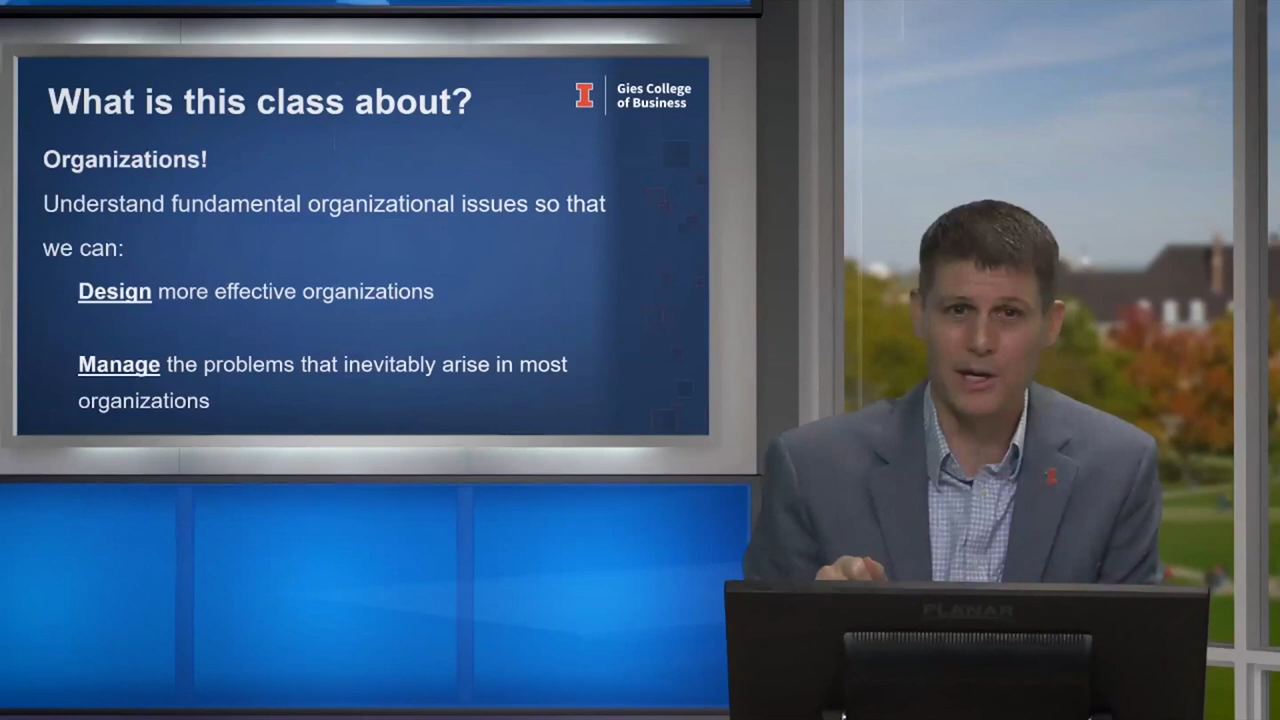 What is this class about?
I
Gies College
of Business
Organizations!
Understand fundamental organizational issues so that
we can:
Design more effective organizations
Manage the problems that inevitably arise in most
organizations
I
PLANAR